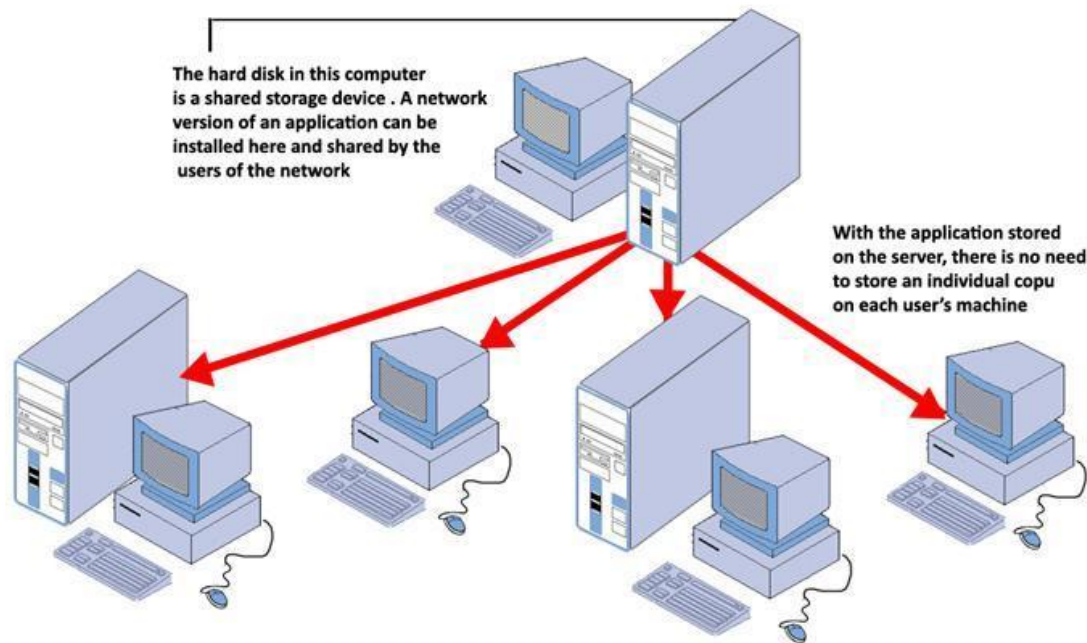 The hard disk in this computer
is a shared storage device . A network
version of an application can be
installed here and shared by the
users of the network
With the application stored
on the server, there is no need
to store an individual copu
on each user's machine